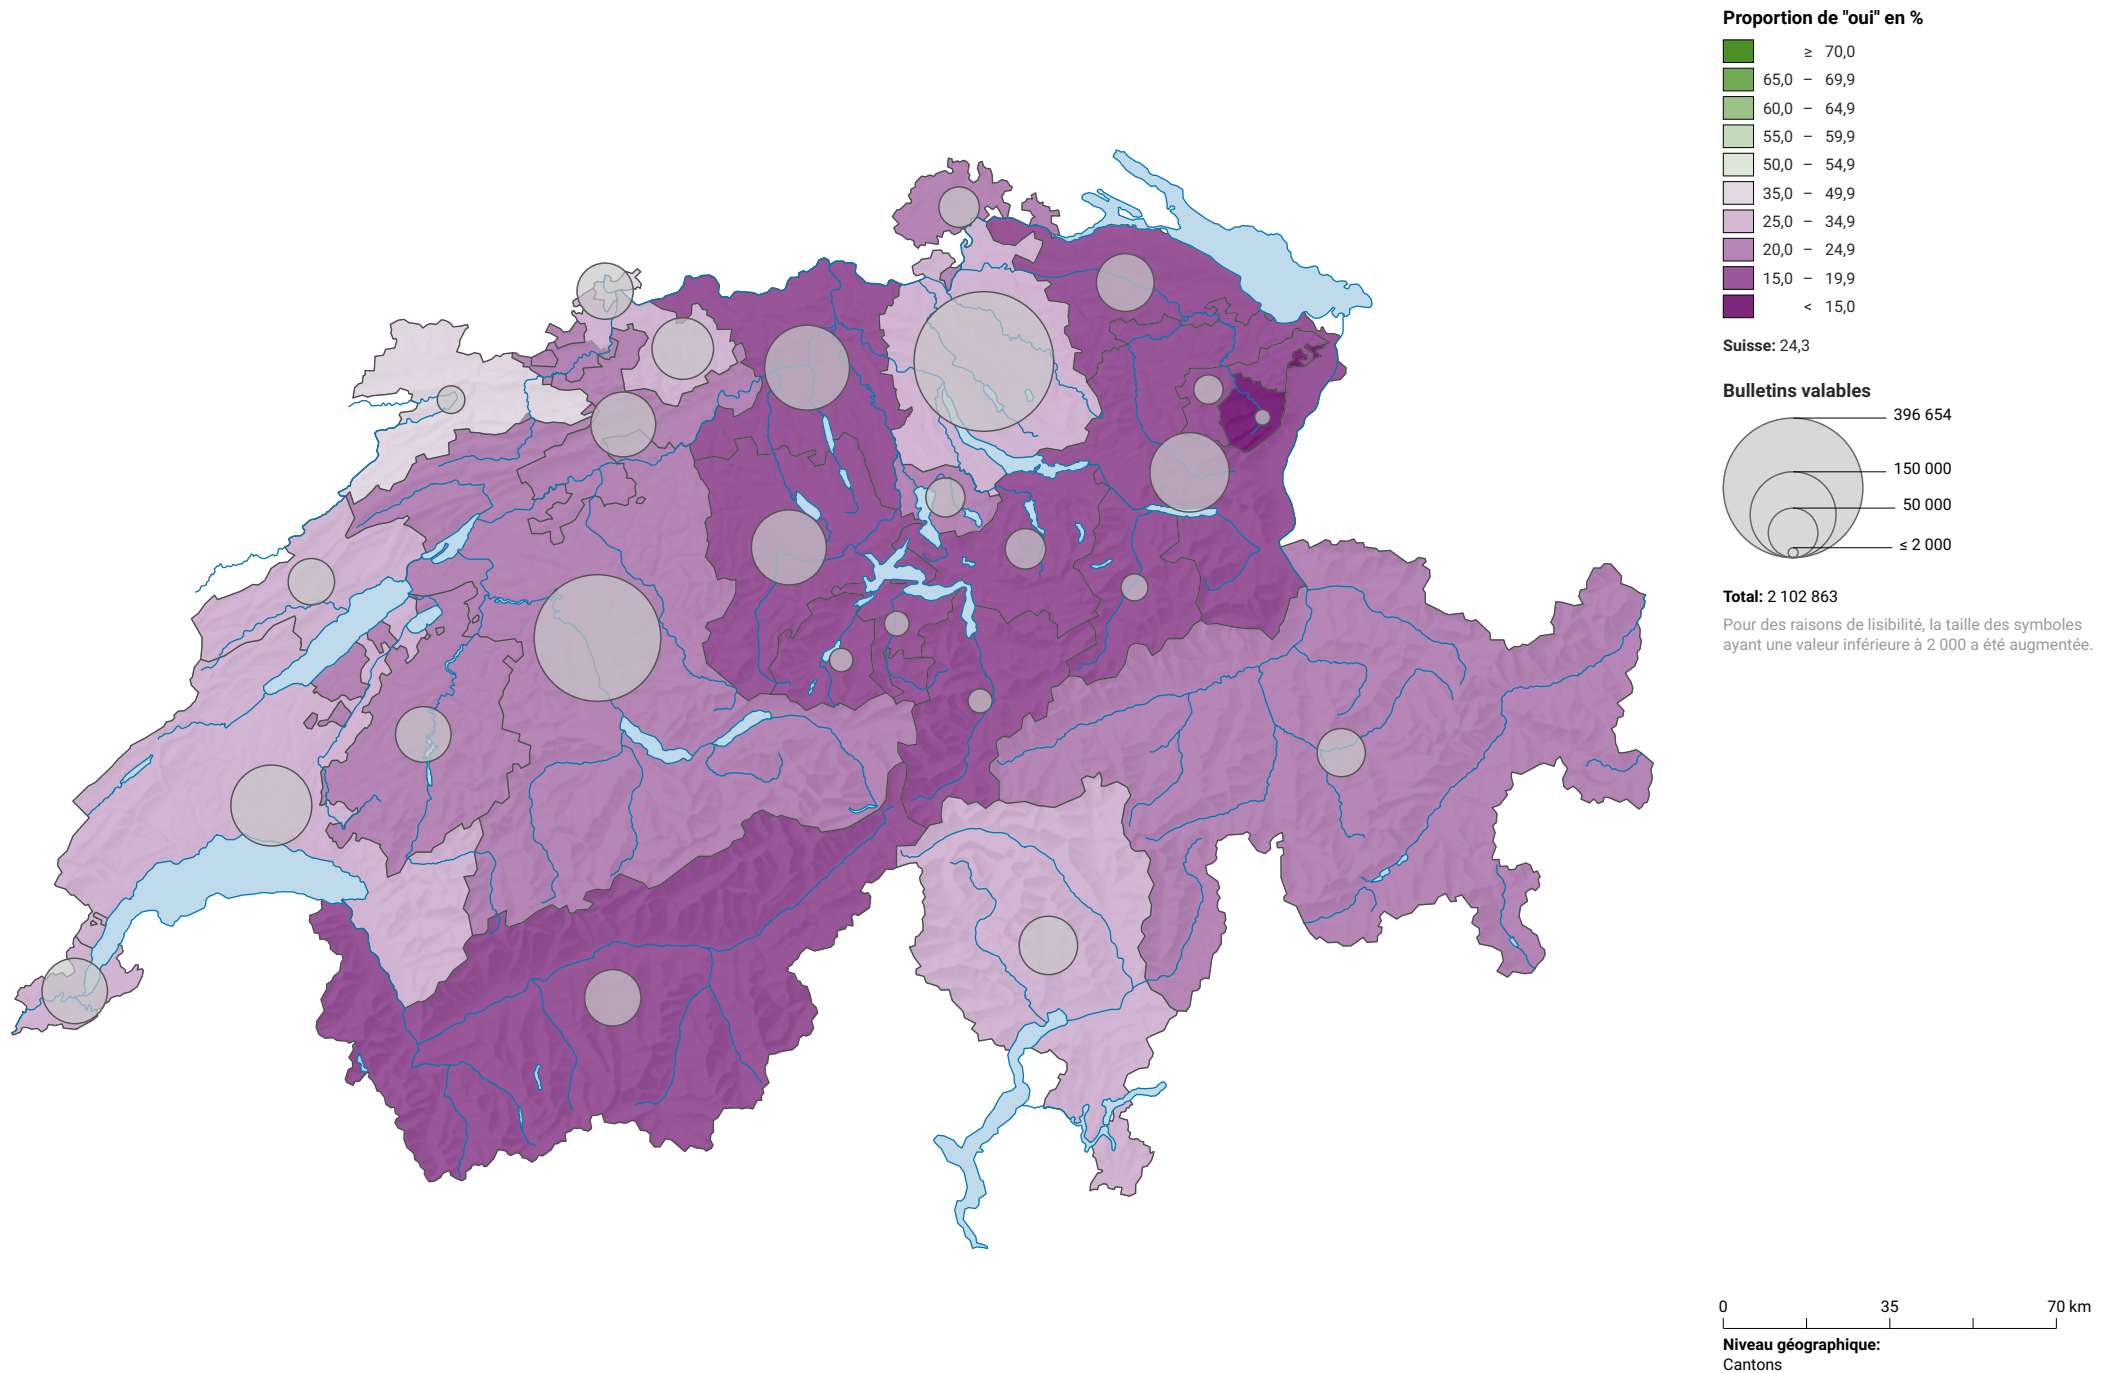 Proportion de "oui" en %
≥ 70,0
65,0 – 69,9
60,0 – 64,9
55,0 – 59,9
50,0 – 54,9
35,0 – 49,9
25,0 – 34,9
20,0 – 24,9
15,0 – 19,9
< 15,0
Suisse: 24,3
Bulletins valables
396 654
150 000
50 000
≤ 2 000
Total: 2 102 863
Pour des raisons de lisibilité, la taille des symboles
ayant une valeur inférieure à 2 000 a été augmentée.
0 35 70 km
Niveau géographique:
Cantons